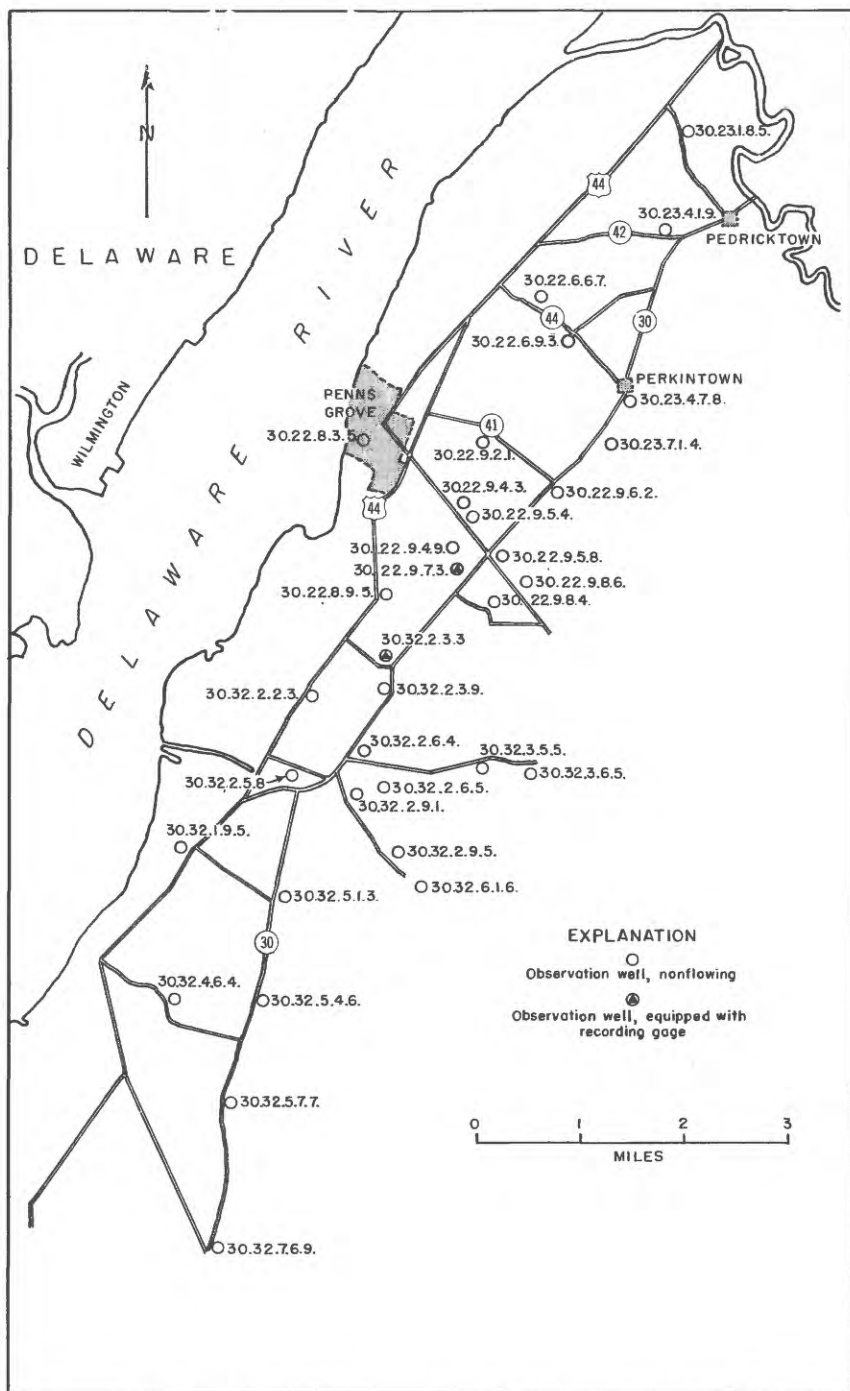 N
DELAWARE
DELAWARE RIVER
WILMINGTON
30.23.1.8.5.
44
30.23.4.1.9.
42
PEDRICKTOWN
30.22.6.6.7.
44
30
30.22.6.9.3.
PERKINTOWN
PENNS
GROVE
30.23.4.7.8.
41
30.22.8.3.5.
30.22.9.2.1.
30.23.7.1.4.
30.22.9.4.3.
30.22.9.6.2.
44
30.22.9.5.4.
30.22.9.4.9.
30.22.9.5.8.
30.22.9.7.3.
30.22.9.8.6.
30.22.8.9.5.
30.22.9.8.4.
30.32.2.3.3
30.32.2.3.9.
30.32.2.2.3.
30.32.2.6.4.
30.32.3.5.5.
30.32.2.5.8
30.32.3.6.5.
30.32.2.6.5.
30.32.2.9.1.
30.32.1.9.5.
30.32.2.9.5.
30.32.6.1.6.
30.32.5.1.3.
30
30.32.4.6.4.
30.32.5.4.6.
30.32.5.7.7.
30.32.7.6.9.
EXPLANATION
Observation well, nonflowing
Observation well, equipped with
recording gage
0 1 2 3
MILES